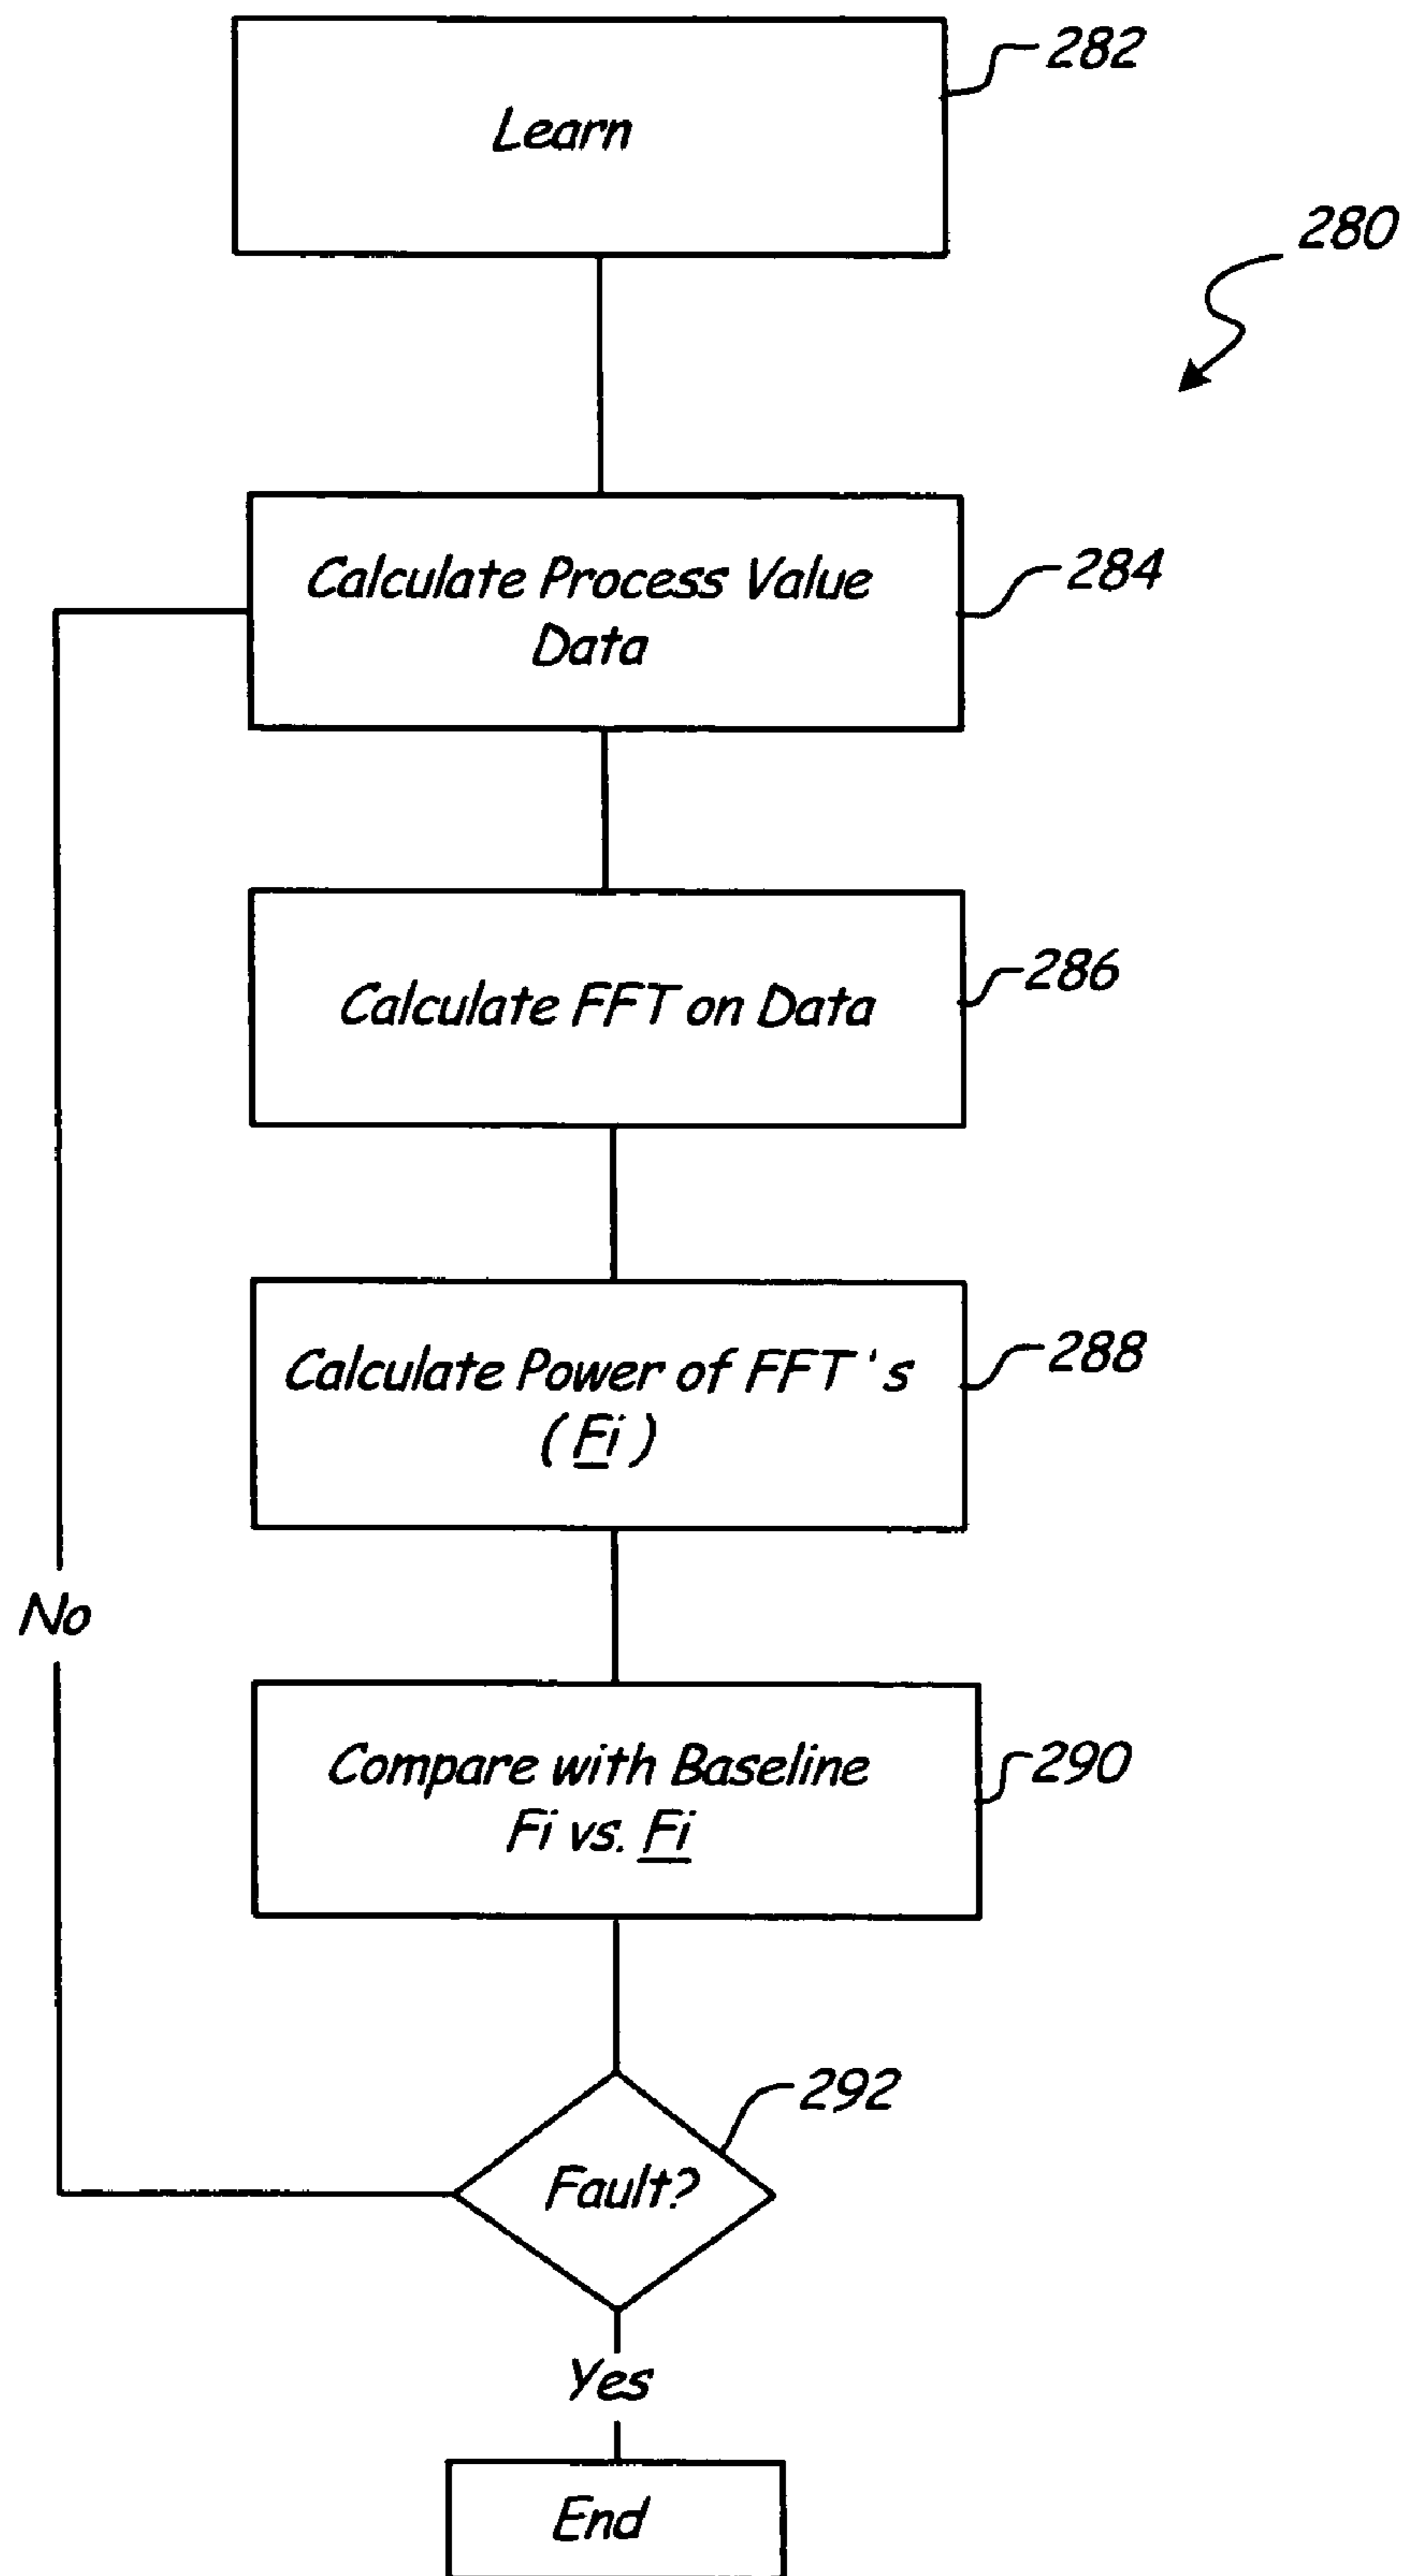 282
Learn
280
Calculate Process Value
Data
284
Calculate FFT on Data
286
Calculate Power of FFT's
(Fi)
288
Compare with Baseline
Fi vs. Fi
290
No
292
Fault?
Yes
End